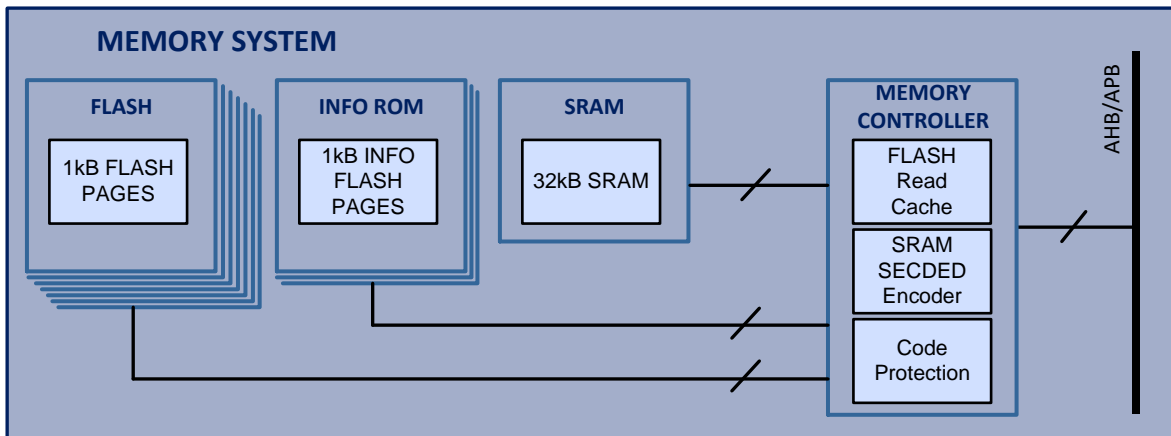 MEMORY SYSTEM
FLASH
1kB FLASH
PAGES
INFO ROM
1kB INFO
FLASH
PAGES
SRAM
32kB SRAM
MEMORY
CONTROLLER
FLASH
Read
Cache
SRAM
SECDED
Encoder
Code
Protection
AHB/APB